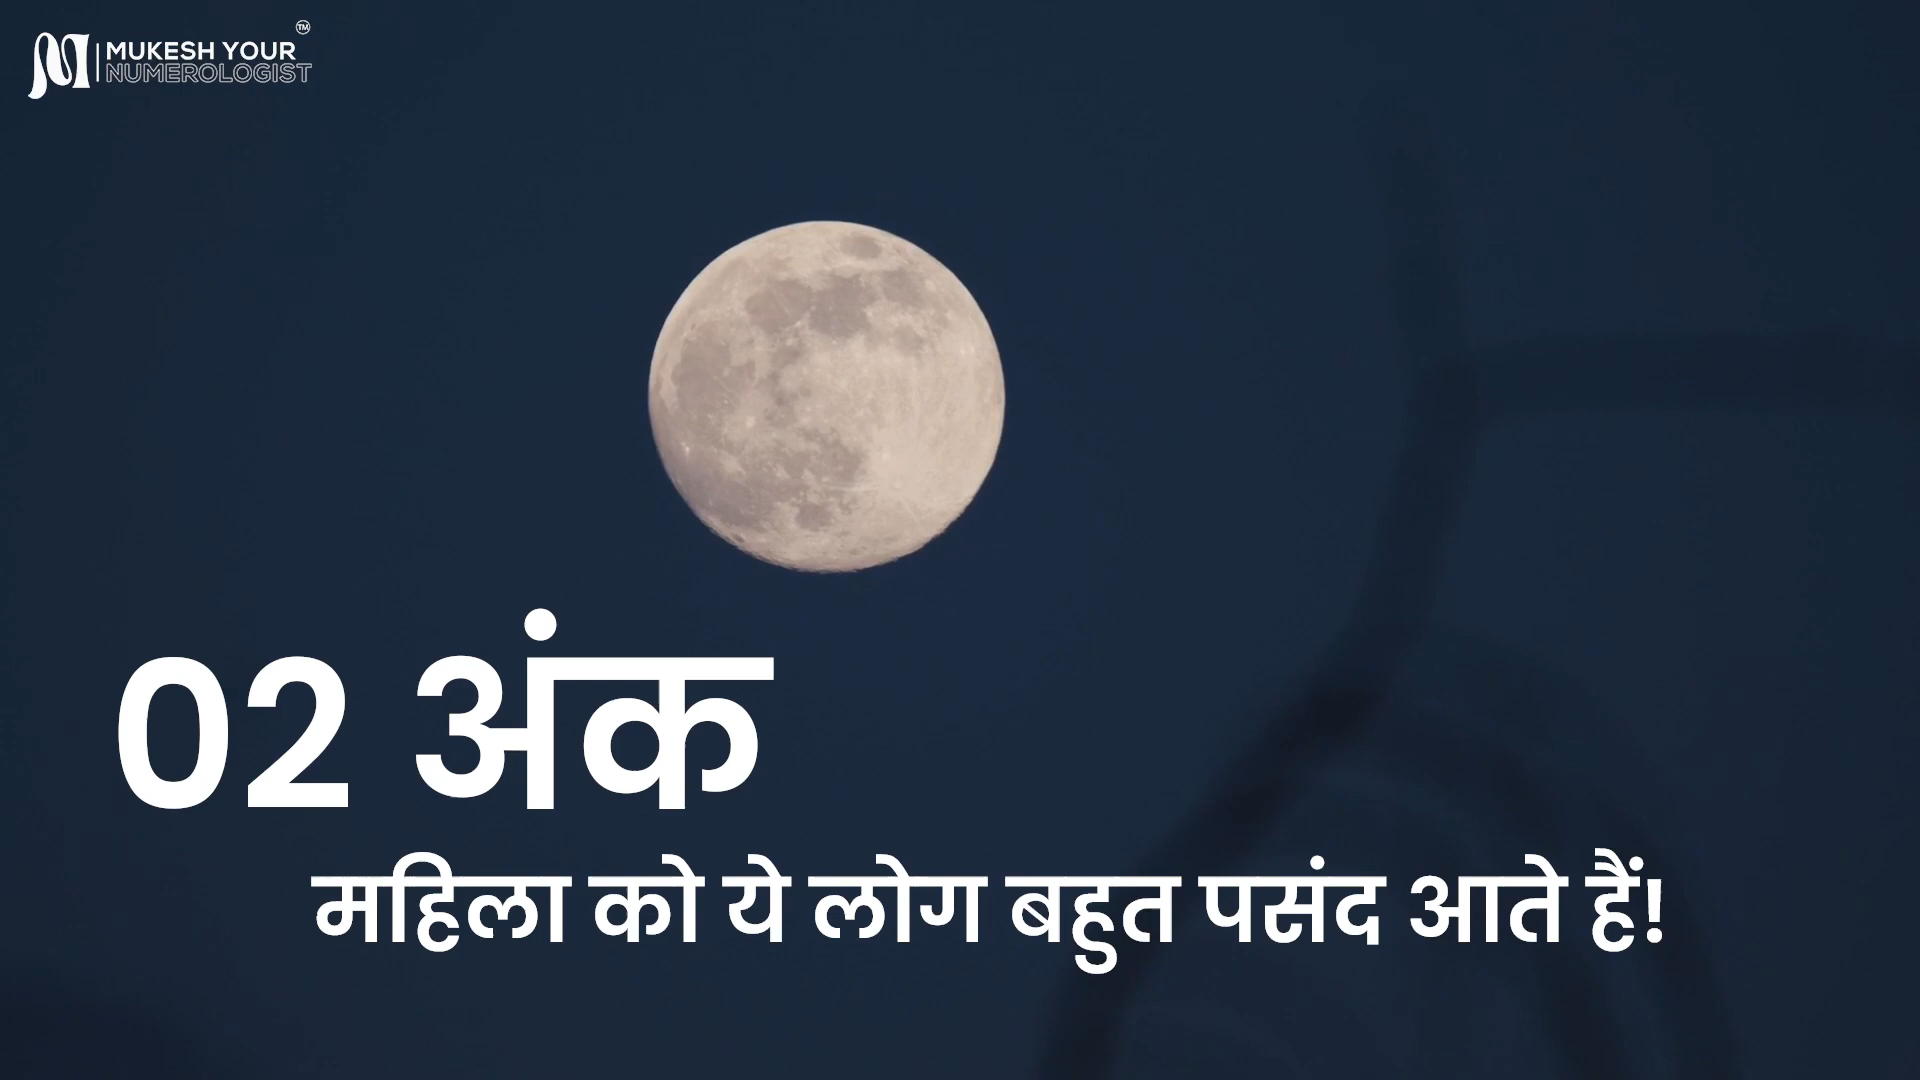 MUKESH YOUR
NUMEROLOGIST
TM
02 अंक
महिला को ये लोग बहुत पसंद आते हैं!